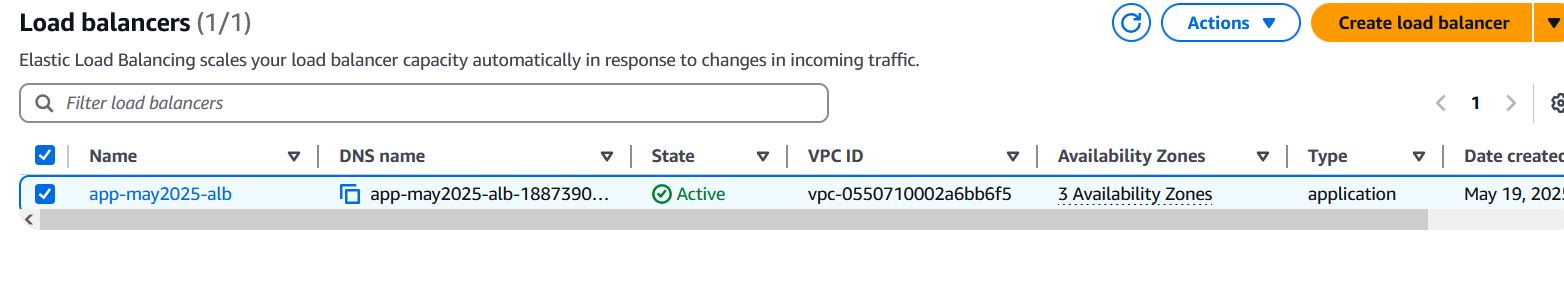 Load balancers (1/1)
Actions
Create load balancer
Elastic Load Balancing scales your load balancer capacity automatically in response to changes in incoming traffic.
Filter load balancers
1
Name DNS name State VPC ID Availability Zones Type Date created
app-may2025-alb app-may2025-alb-1887390... Active vpc-0550710002a6bb6f5 3 Availability Zones application May 19, 202